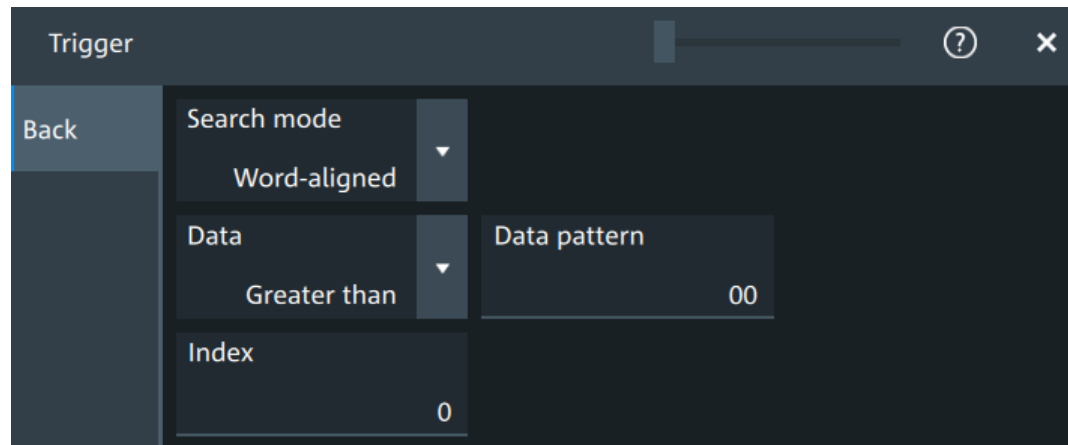 Trigger
?
×
Back
Search mode
Word-aligned
Data
Greater than
Data pattern
00
Index
0